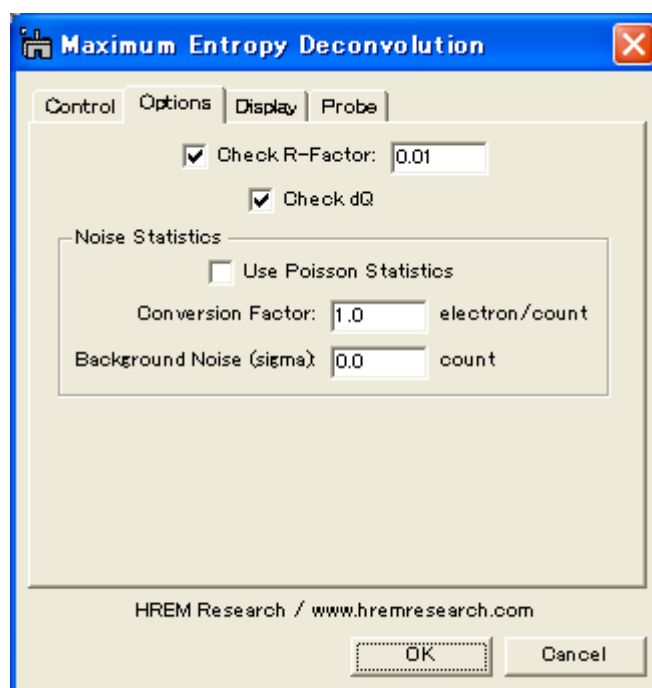 Maximum Entropy Deconvolution
Control Options Display Probe
Check R-Factor: 0.01
Check dQ
Noise Statistics
Use Poisson Statistics
Conversion Factor: 1.0 electron/count
Background Noise (sigma): 0.0 count
HREM Research / www.hremresearch.com
OK Cancel